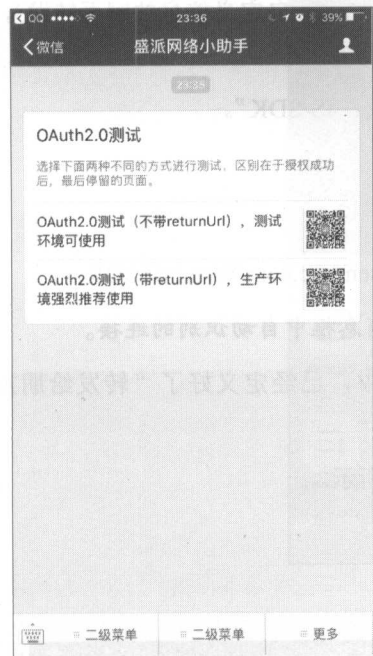 QQ 23:36 39%
微信 盛派网络小助手
23:35
OAuth2.0测试
选择下面两种不同的方式进行测试,区别在于授权成功
后,最后停留的页面。
OAuth2.0测试(不带returnUrl),测试
环境可使用
OAuth2.0测试(带returnUrl),生产环
境强烈推荐使用
二级菜单 二级菜单 更多